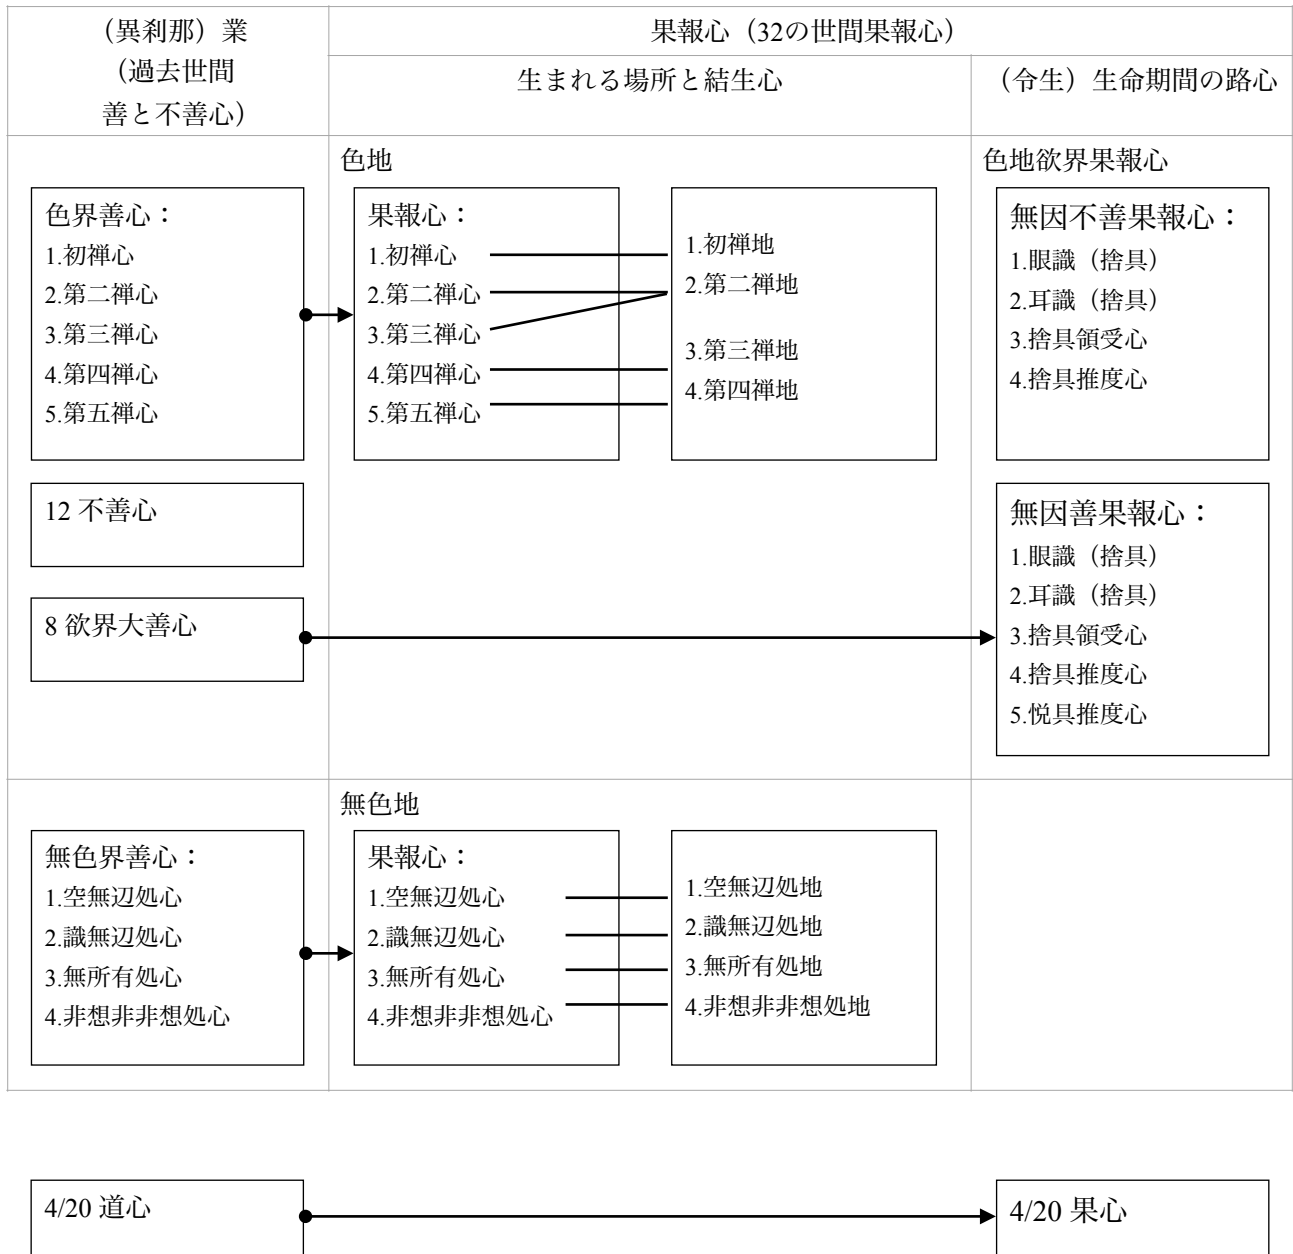 （異刹那）業
（過去世間
善と不善心）
果報心（32の世間果報心）
生まれる場所と結生心
（令生）生命期間の路心
色地
色地欲界果報心
色界善心：
1.初禅心
2.第二禅心
3.第三禅心
4.第四禅心
5.第五禅心
果報心：
1.初禅心
2.第二禅心
3.第三禅心
4.第四禅心
5.第五禅心
1.初禅地
2.第二禅地
3.第三禅地
4.第四禅地
無因不善果報心：
1.眼識（捨具）
2.耳識（捨具）
3.捨具領受心
4.捨具推度心
12 不善心
8 欲界大善心
無因善果報心：
1.眼識（捨具）
2.耳識（捨具）
3.捨具領受心
4.捨具推度心
5.悦具推度心
無色地
無色界善心：
1.空無辺処心
2.識無辺処心
3.無所有処心
4.非想非非想処心
果報心：
1.空無辺処心
2.識無辺処心
3.無所有処心
4.非想非非想処心
1.空無辺処地
2.識無辺処地
3.無所有処地
4.非想非非想処地
4/20 道心
4/20 果心